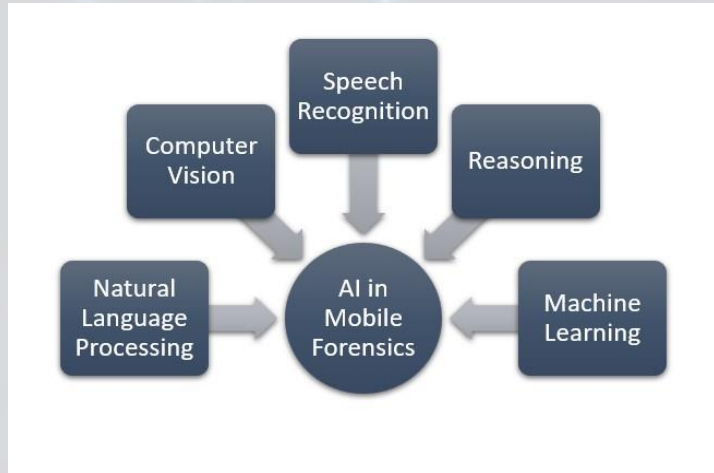 Speech
Recognition
Computer
Vision
Reasoning
Natural
Language
Processing
AI in
Mobile
Forensics
Machine
Learning